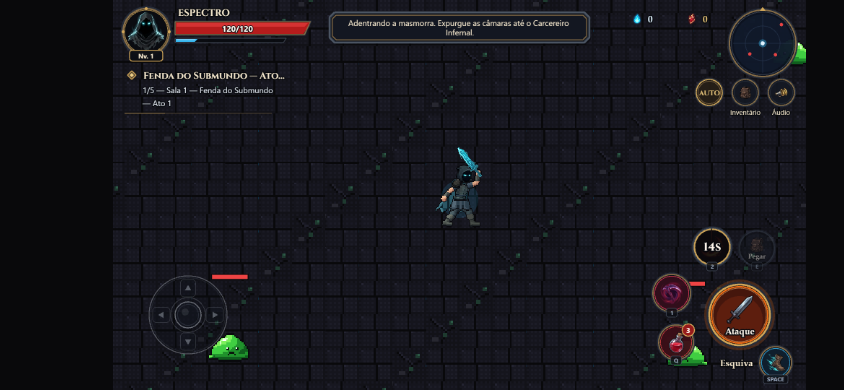 ESPECTRO
120/120
Nv. 1
Adentrando a masmorra. Expurgue as câmaras até o Carcereiro
Infernal.
0
0
Fenda do Submundo — Ato...
1/5 — Sala 1 — Fenda do Submundo
— Ato 1
AUTO
Inventário
Áudio
14s
Z
Pegar
E
1
3
Q
Ataque
Esquiva
SPACE